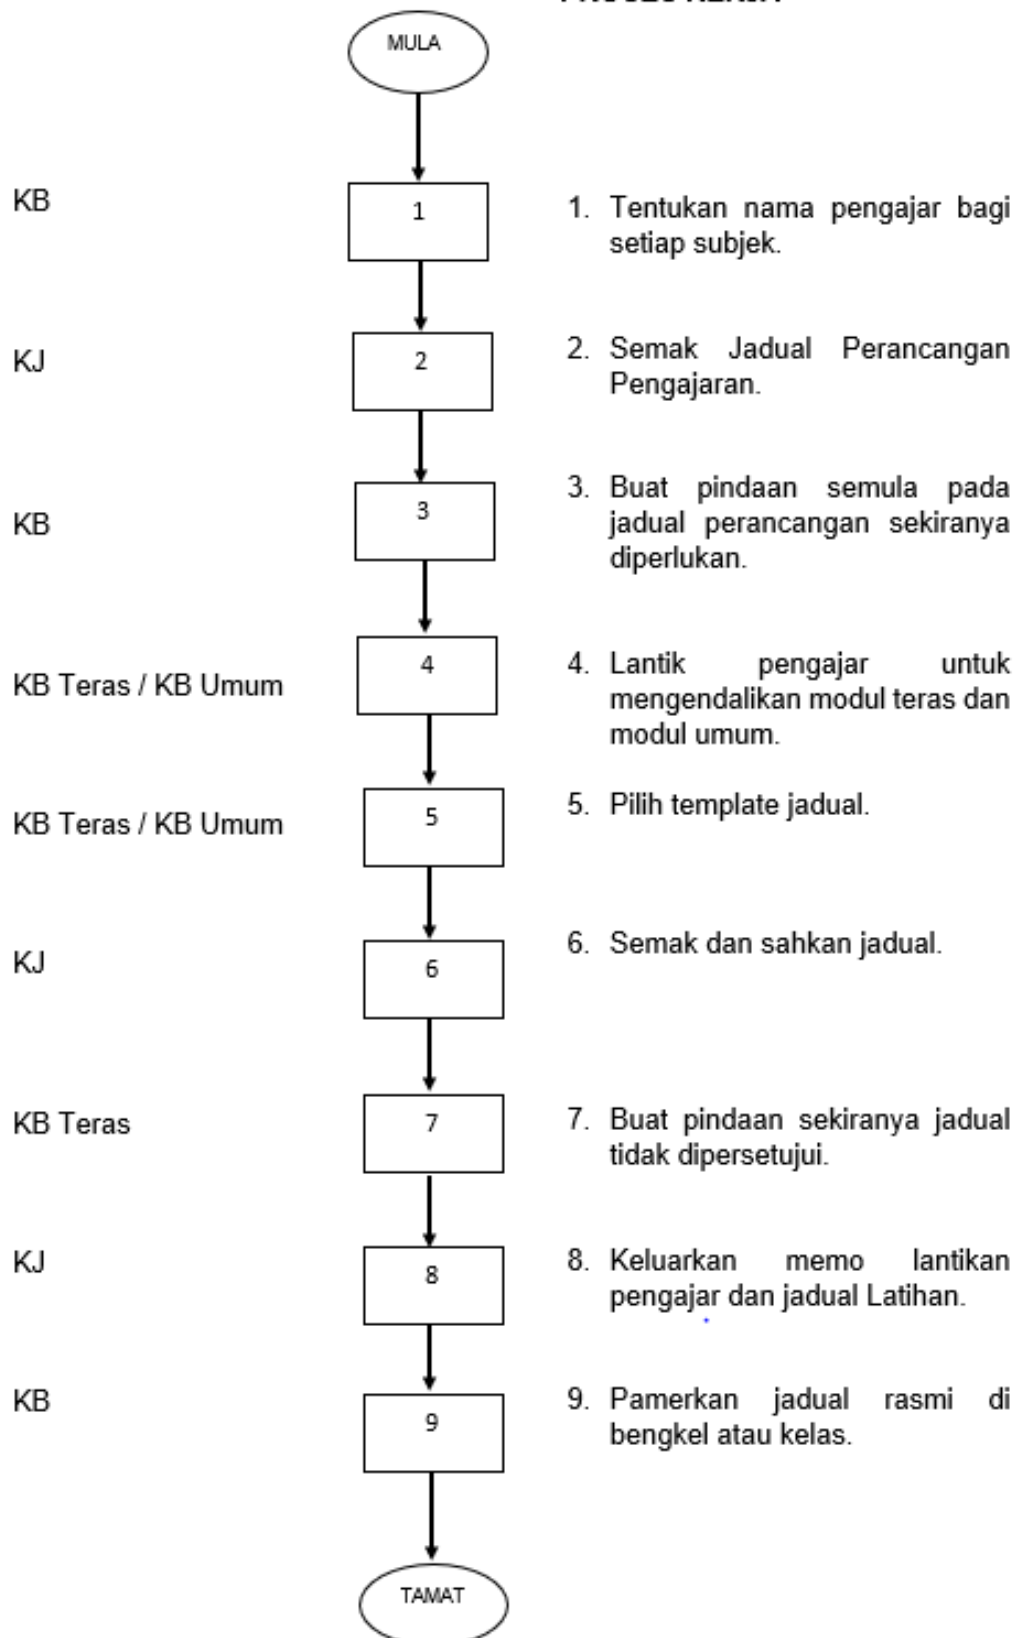 PROSES KERJA
MULA
KB
1
1. Tentukan nama pengajar bagi
setiap subjek.
KJ
2
2. Semak Jadual Perancangan
Pengajaran.
KB
3
3. Buat pindaan semula pada
jadual perancangan sekiranya
diperlukan.
KB Teras / KB Umum
4
4. Lantik pengajar untuk
mengendalikan modul teras dan
modul umum.
KB Teras / KB Umum
5
5. Pilih template jadual.
KJ
6
6. Semak dan sahkan jadual.
KB Teras
7
7. Buat pindaan sekiranya jadual
tidak dipersetujui.
KJ
8
8. Keluarkan memo lantikan
pengajar dan jadual Latihan.
KB
9
9. Pamerkan jadual rasmi di
bengkel atau kelas.
TAMAT